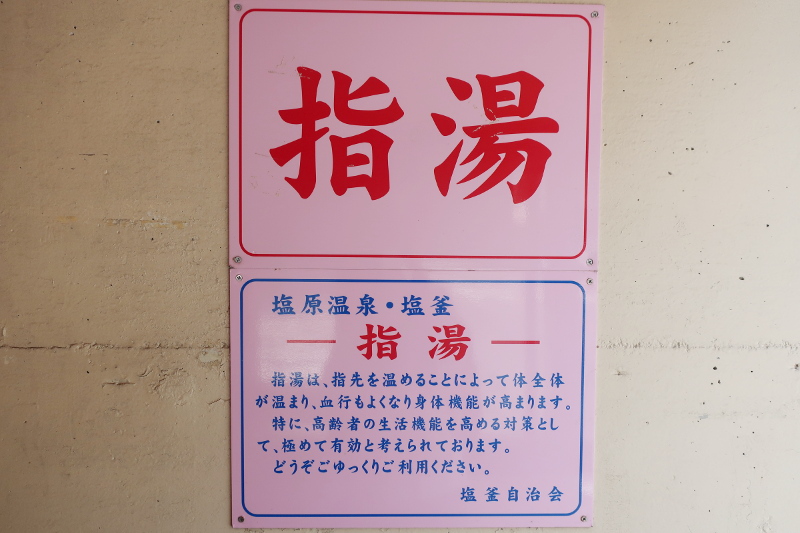 指湯
塩原温泉・塩釜
指湯
指湯は、指先を温めることによって体全体
が温まり、血行もよくなり身体機能が高まります。
特に、高齢者の生活機能を高める対策とし
て、極めて有効と考えられております。
どうぞごゆっくりご利用ください。
塩釜自治会